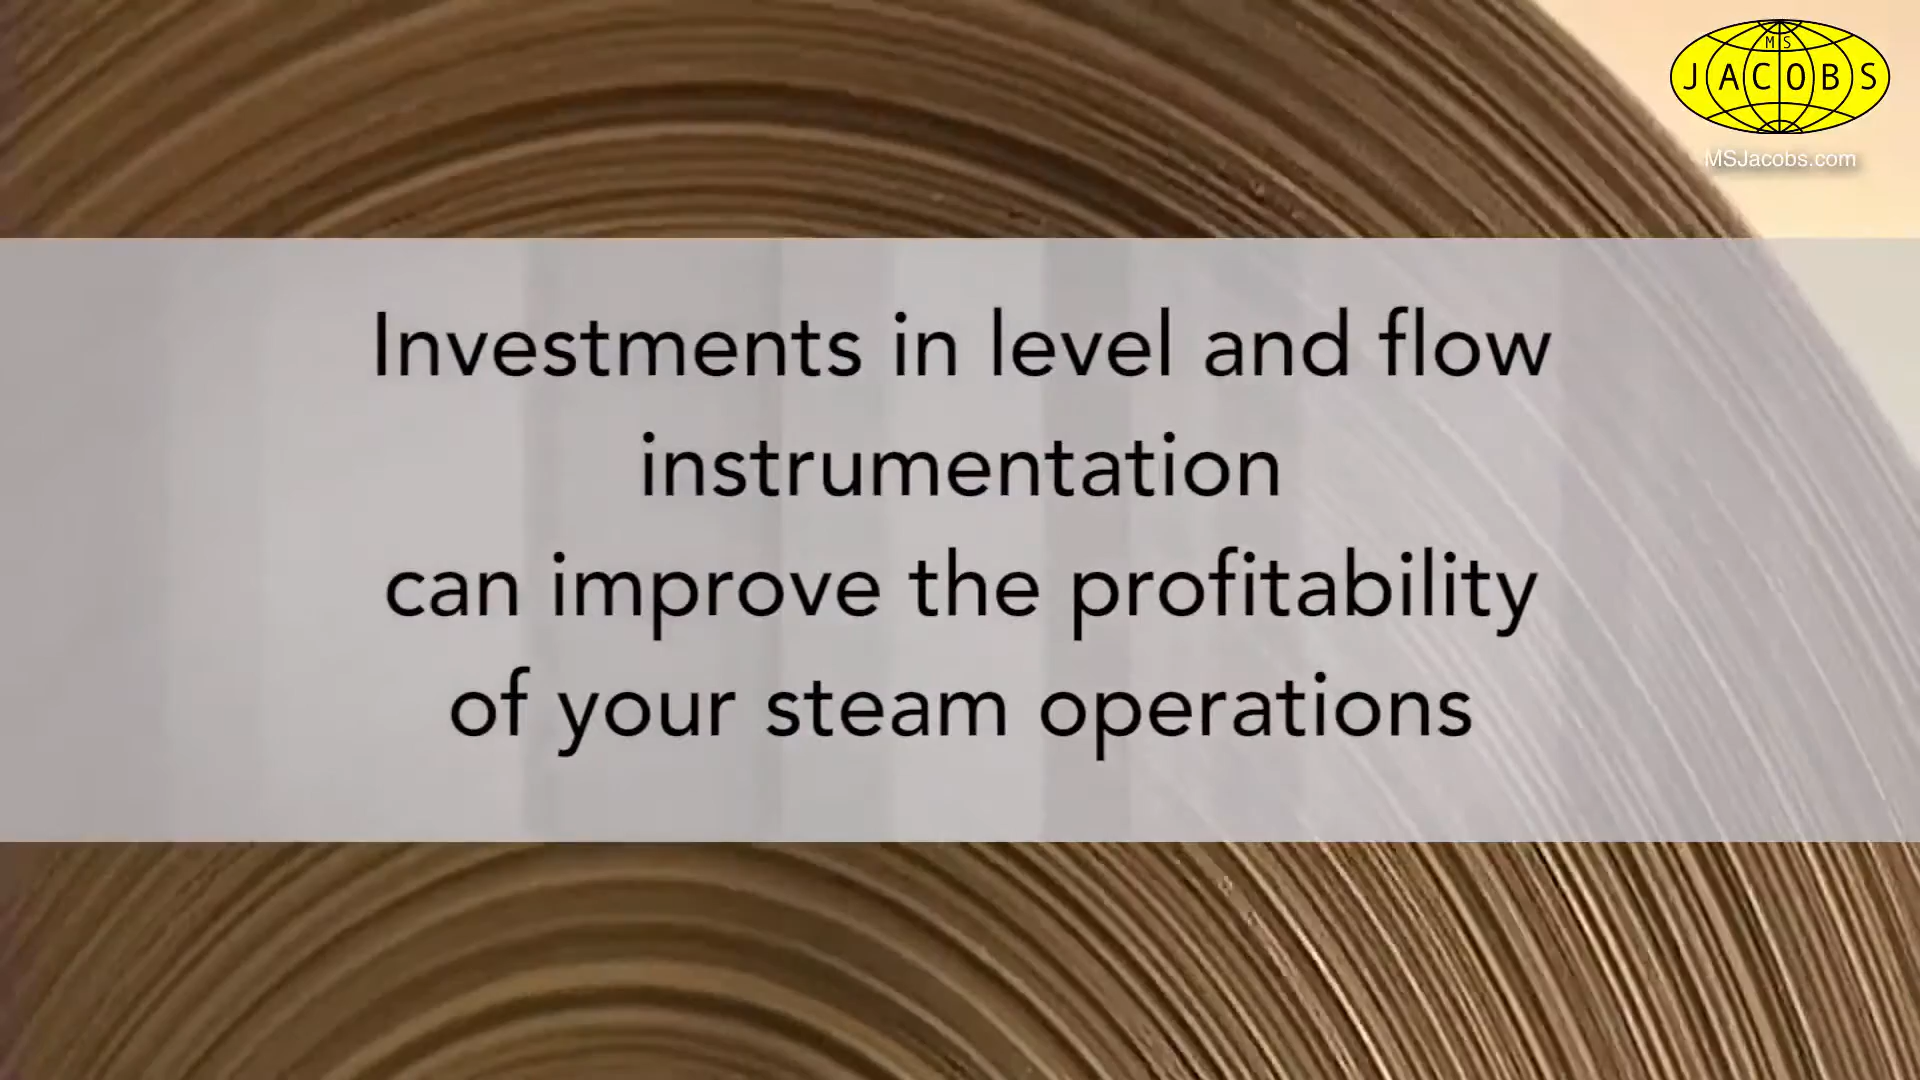 MS
JACOBS
MSJacobs.com
Investments in level and flow
instrumentation
can improve the profitability
of your steam operations